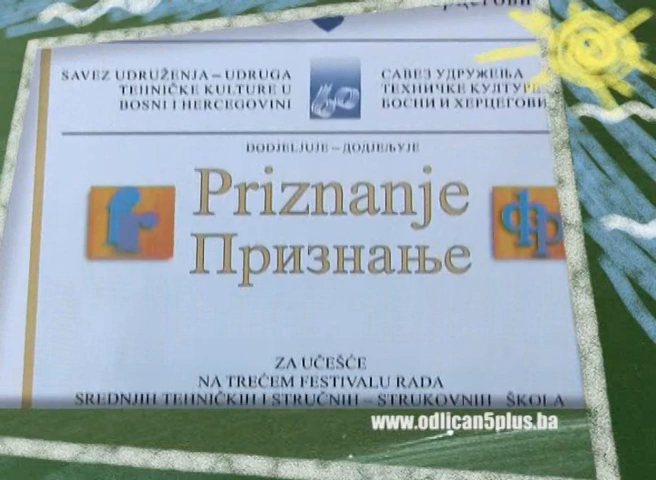 SAVEZ UDRUŽENJA – UDRUGA
TEHNIČKE KULTURE U
BOSNI I HERCEGOVINI
САВЕЗ УДРУЖЕЊА
ТЕХНИЧКЕ КУЛТУРЕ
БОСНИ И ХЕРЦЕГОВИ
DODJELJUJE – ДОДЈЕЉУЈЕ
Priznanje
Признање
ZA UČEŠĆE
NA TREĆEM FESTIVALU RADA
SREDNJIH TEHNIČKIH I STRUČNIH – STRUKOVNIH ŠKOLA
www.odlican5plus.ba